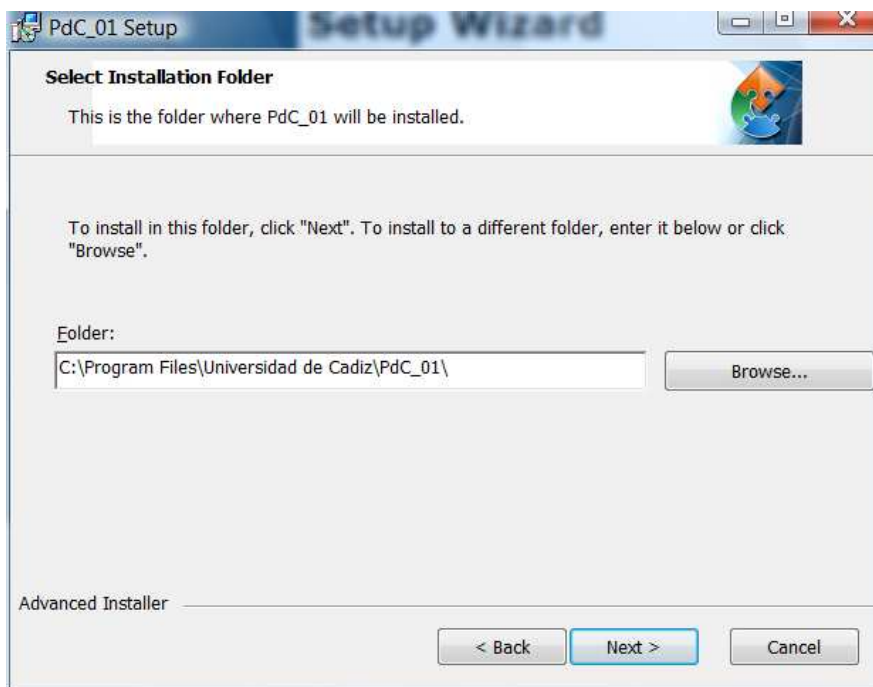 PdC_01 Setup
Setup Wizard
Select Installation Folder
This is the folder where PdC_01 will be installed.
To install in this folder, click "Next". To install to a different folder, enter it below or click
"Browse".
Folder:
C:\Program Files\Universidad de Cadiz\PdC_01\
Browse...
Advanced Installer
< Back
Next >
Cancel